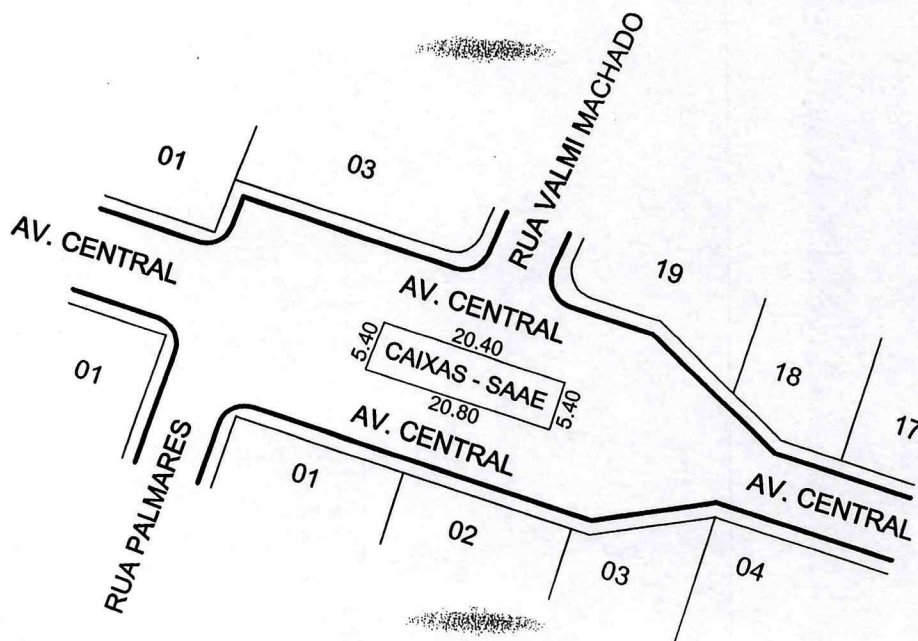 RUA VALMI MACHADO
01
03
AV. CENTRAL
19
AV. CENTRAL
20.40
5.40
CAIXAS - SAAE
5.40
20.80
01
18
17
AV. CENTRAL
RUA PALMARES
01
02
03
04
AV. CENTRAL